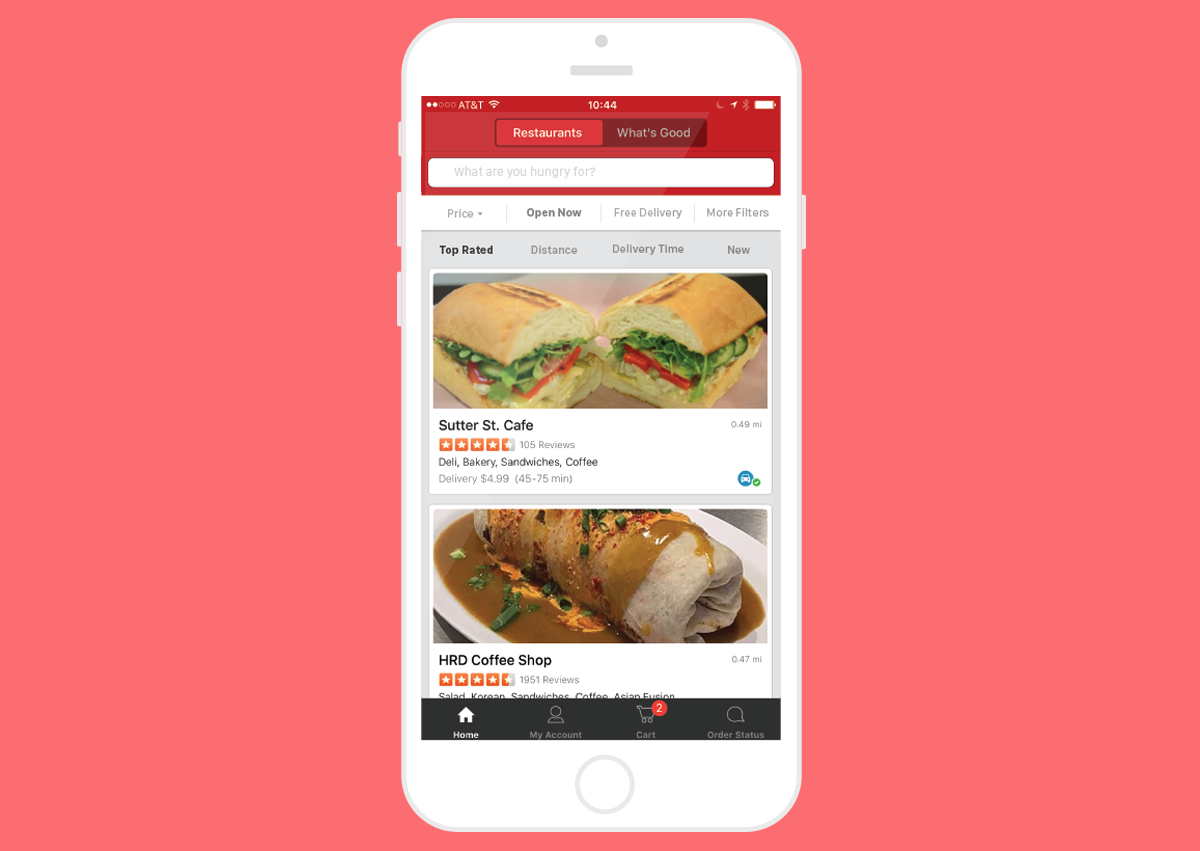 AT&T 10:44
Restaurants What's Good
What are you hungry for?
Price Open Now Free Delivery More Filters
Top Rated Distance Delivery Time New
Sutter St. Cafe 0.49 mi
105 Reviews
Deli, Bakery, Sandwiches, Coffee
Delivery $4.99 (45-75 min)
HRD Coffee Shop 0.47 mi
1951 Reviews
Salad, Korean, Sandwiches, Coffee, Asian Fusion
2
Home My Account Cart Order Status